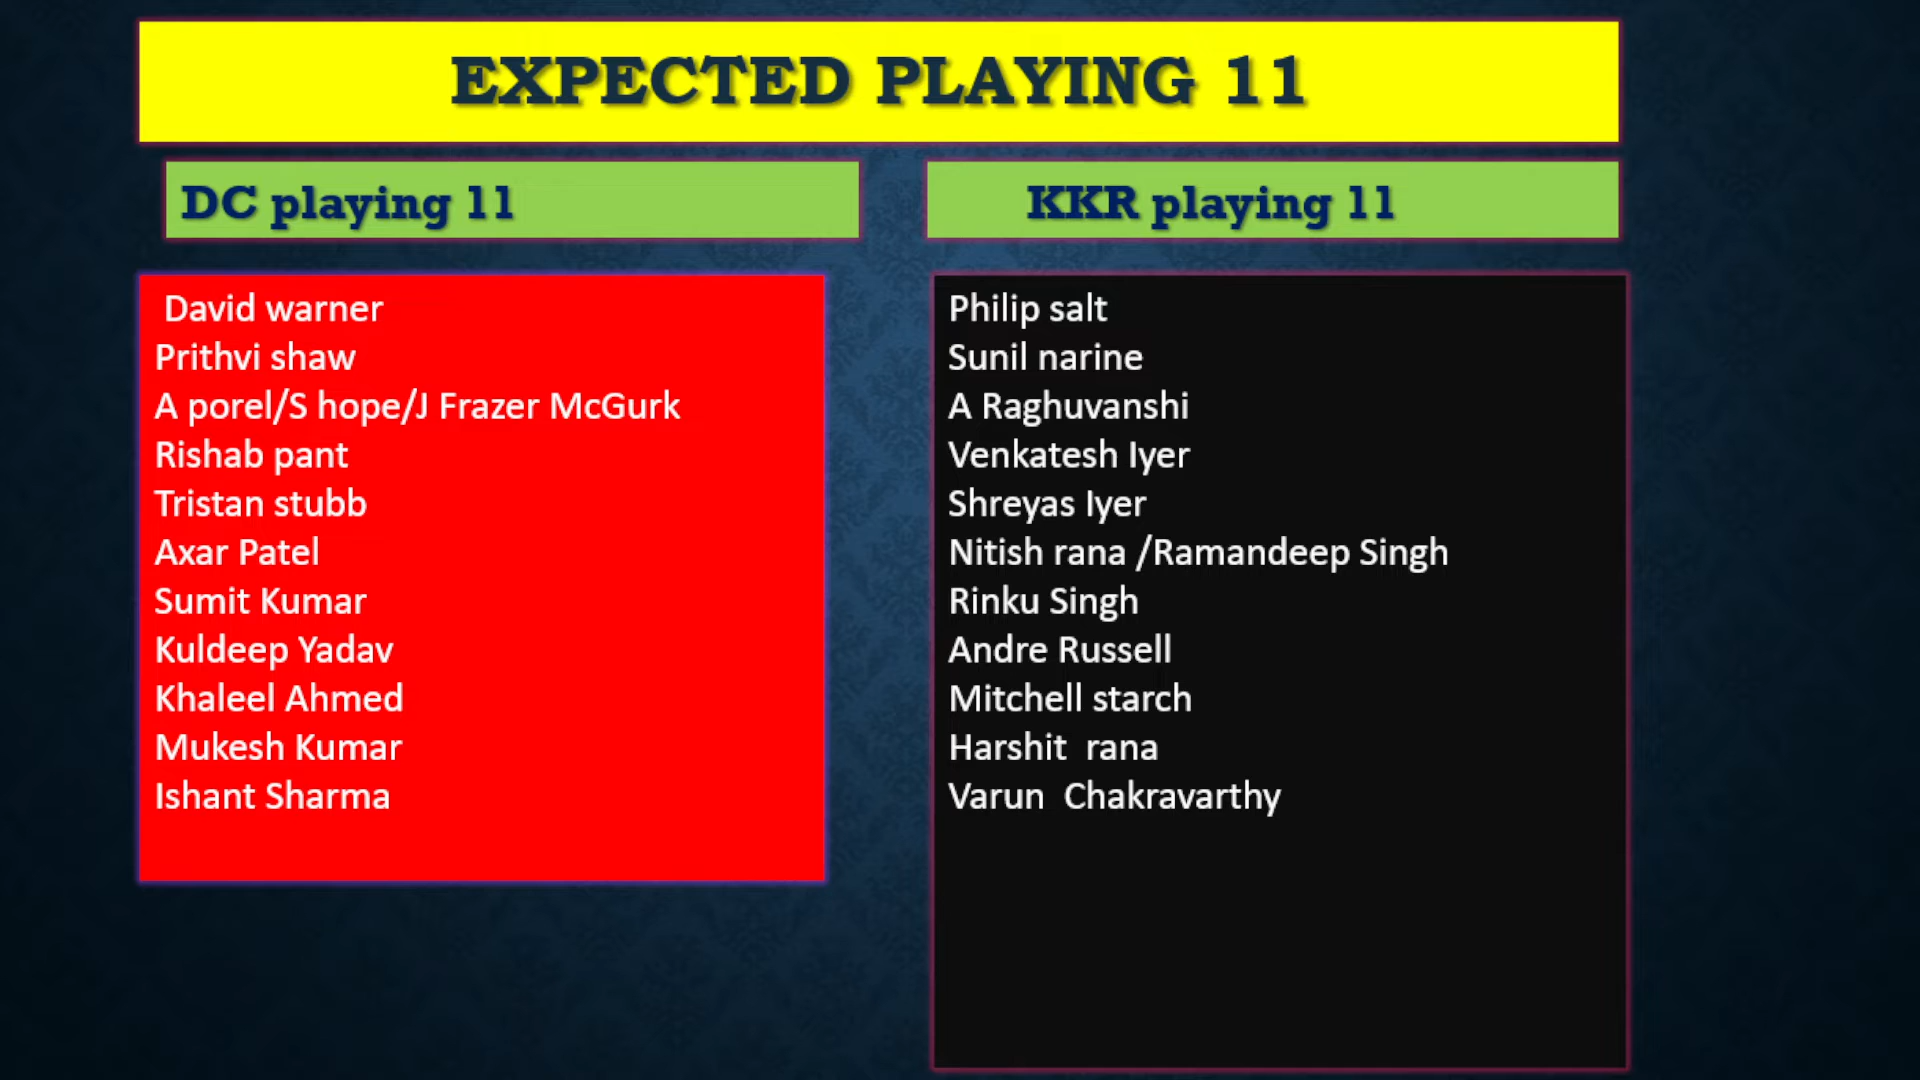 EXPECTED PLAYING 11
DC playing 11
David warner
Prithvi shaw
A porel/S hope/J Frazer McGurk
Rishab pant
Tristan stubb
Axar Patel
Sumit Kumar
Kuldeep Yadav
Khaleel Ahmed
Mukesh Kumar
Ishant Sharma
KKR playing 11
Philip salt
Sunil narine
A Raghuvanshi
Venkatesh Iyer
Shreyas Iyer
Nitish rana /Ramandeep Singh
Rinku Singh
Andre Russell
Mitchell starch
Harshit  rana
Varun  Chakravarthy